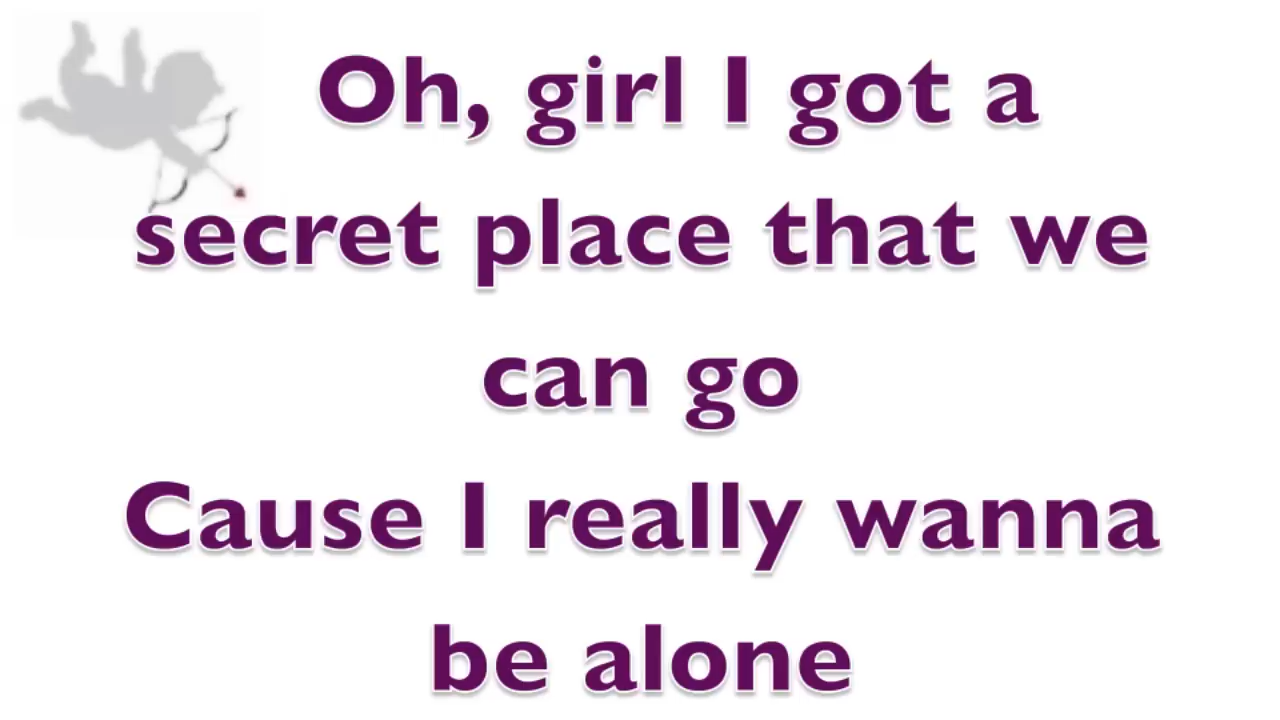 Oh, girl I got a
secret place that we
can go
Cause I really wanna
be alone